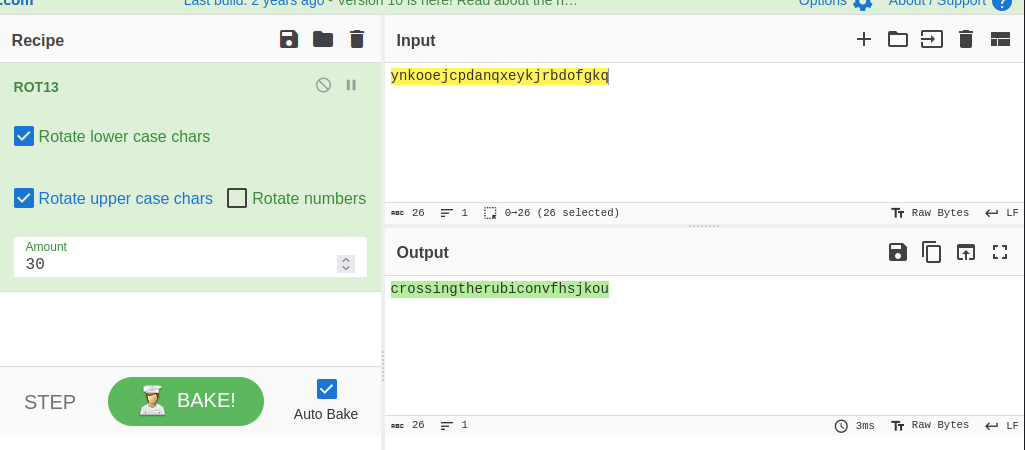 .com
Last build: 2 years ago - Version 10 is here! Read about the n…
Options
About / Support
?
Recipe
ROT13
Rotate lower case chars
Rotate upper case chars
Rotate numbers
Amount
30
STEP
BAKE!
Auto Bake
Input
ynkooejcpdanqxeykjrbdofgkq
ABC 26 1 0→26 (26 selected) Tт Raw Bytes LF
Output
crossingtherubiconvfhsjkou
ABC 26 1 3ms Tт Raw Bytes LF